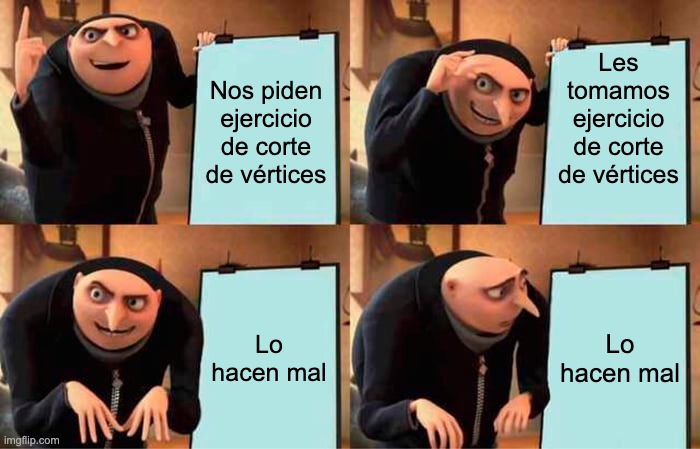 Nos piden
ejercicio
de corte
de vértices
Les
tomamos
ejercicio
de corte
de vértices
Lo
hacen mal
Lo
hacen mal
imgflip.com